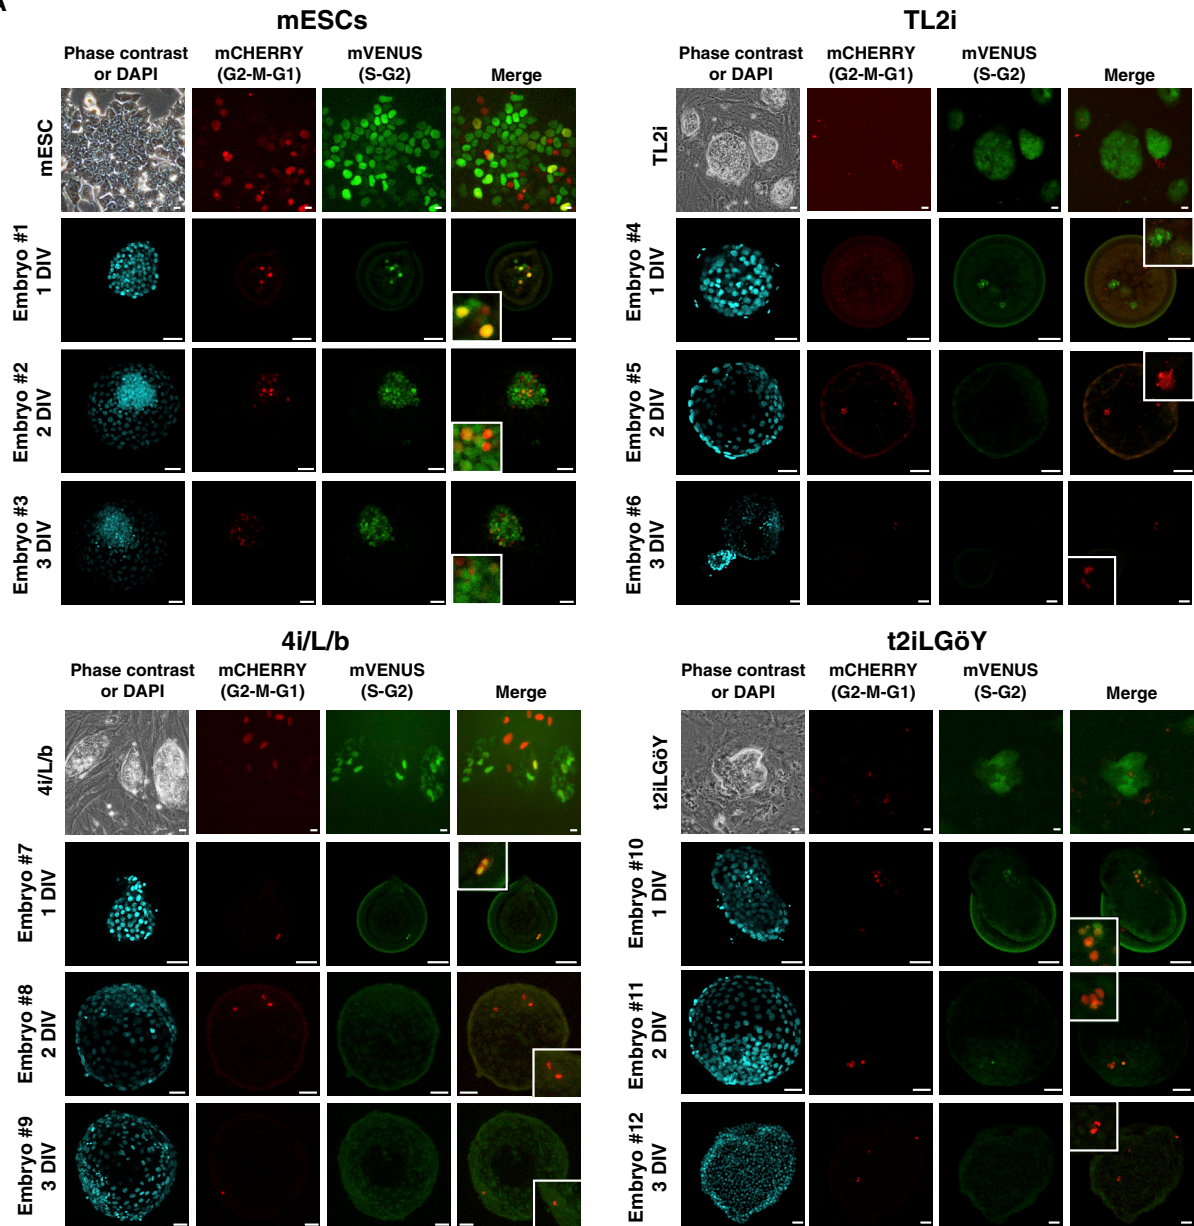 A
mESCs
Phase contrast
or DAPI
mCHERRY
(G2-M-G1)
mVENUS
(S-G2)
Merge
mESC
Embryo #1
1 DIV
Embryo #2
2 DIV
Embryo #3
3 DIV
TL2i
Phase contrast
or DAPI
mCHERRY
(G2-M-G1)
mVENUS
(S-G2)
Merge
TL2i
Embryo #4
1 DIV
Embryo #5
2 DIV
Embryo #6
3 DIV
4i/L/b
Phase contrast
or DAPI
mCHERRY
(G2-M-G1)
mVENUS
(S-G2)
Merge
4i/L/b
Embryo #7
1 DIV
Embryo #8
2 DIV
Embryo #9
3 DIV
t2iLGöY
Phase contrast
or DAPI
mCHERRY
(G2-M-G1)
mVENUS
(S-G2)
Merge
t2iLGöY
Embryo #10
1 DIV
Embryo #11
2 DIV
Embryo #12
3 DIV